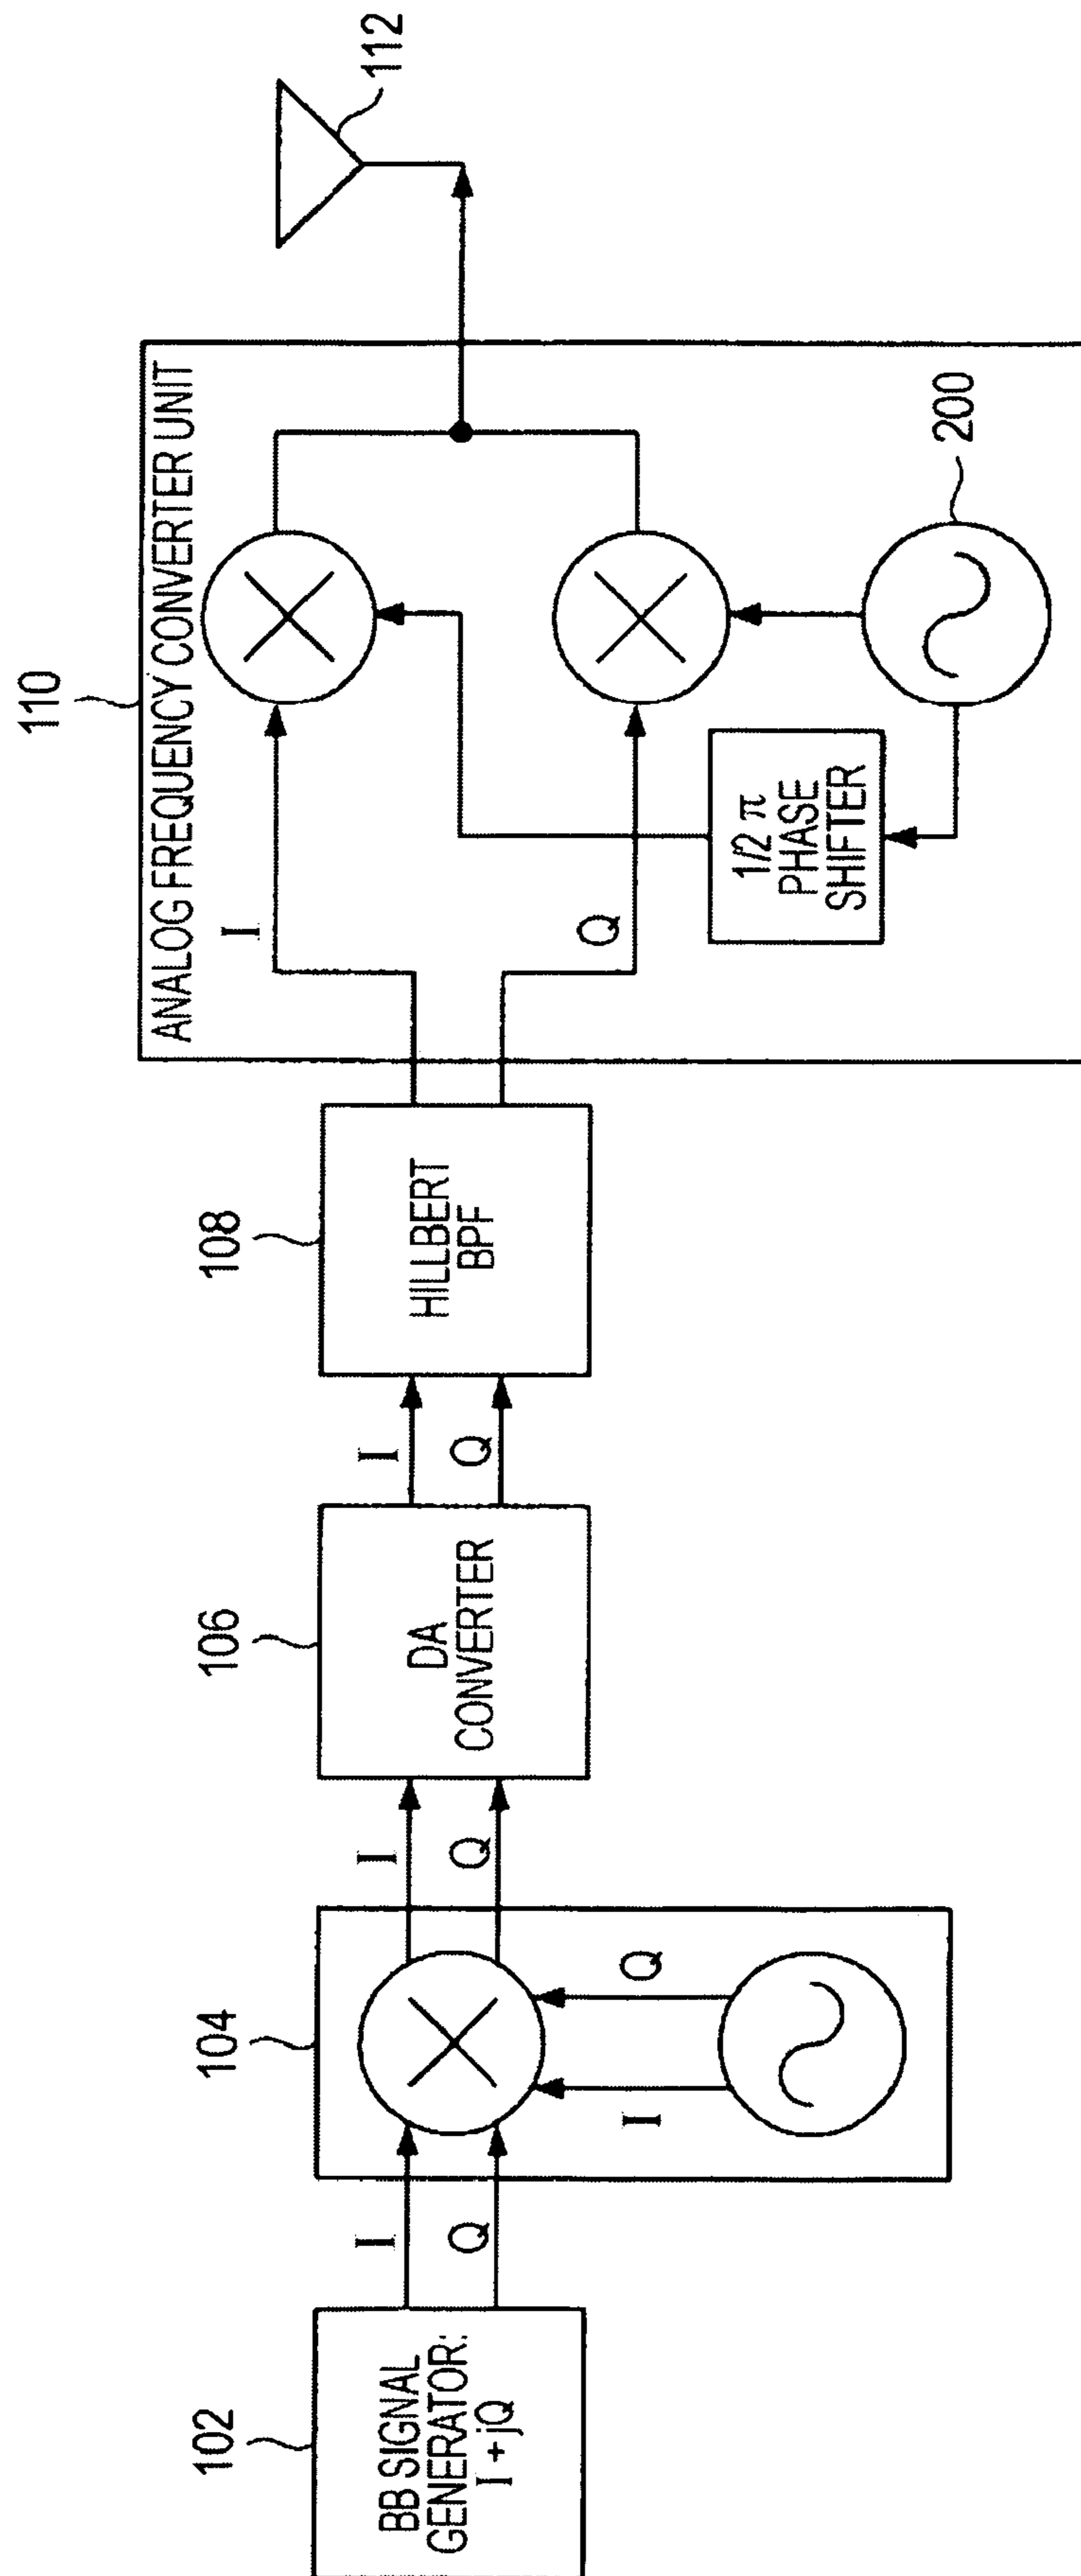 102
BB SIGNAL
GENERATOR:
I + jQ
I
Q
104
I
Q
I
Q
106
DA
CONVERTER
I
Q
108
HILLBERT
BPF
110
ANALOG FREQUENCY CONVERTER UNIT
I
Q
1/2 π
PHASE
SHIFTER
200
112